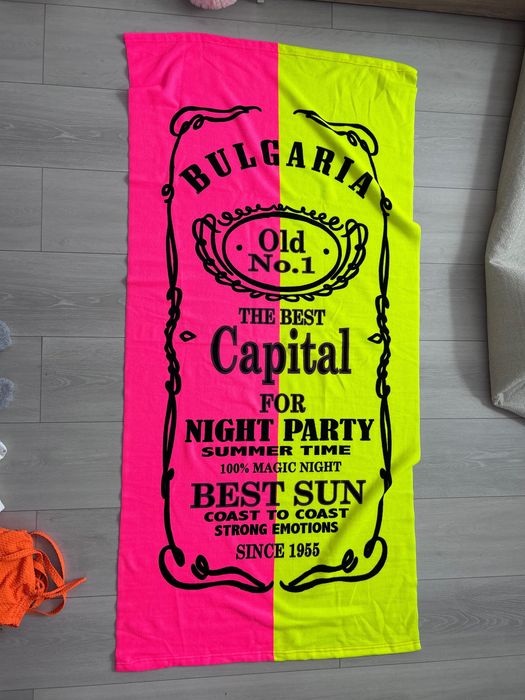 BULGARIA
Old
No.1
THE BEST
Capital
FOR
NIGHT PARTY
SUMMER TIME
100% MAGIC NIGHT
BEST SUN
COAST TO COAST
STRONG EMOTIONS
SINCE 1955